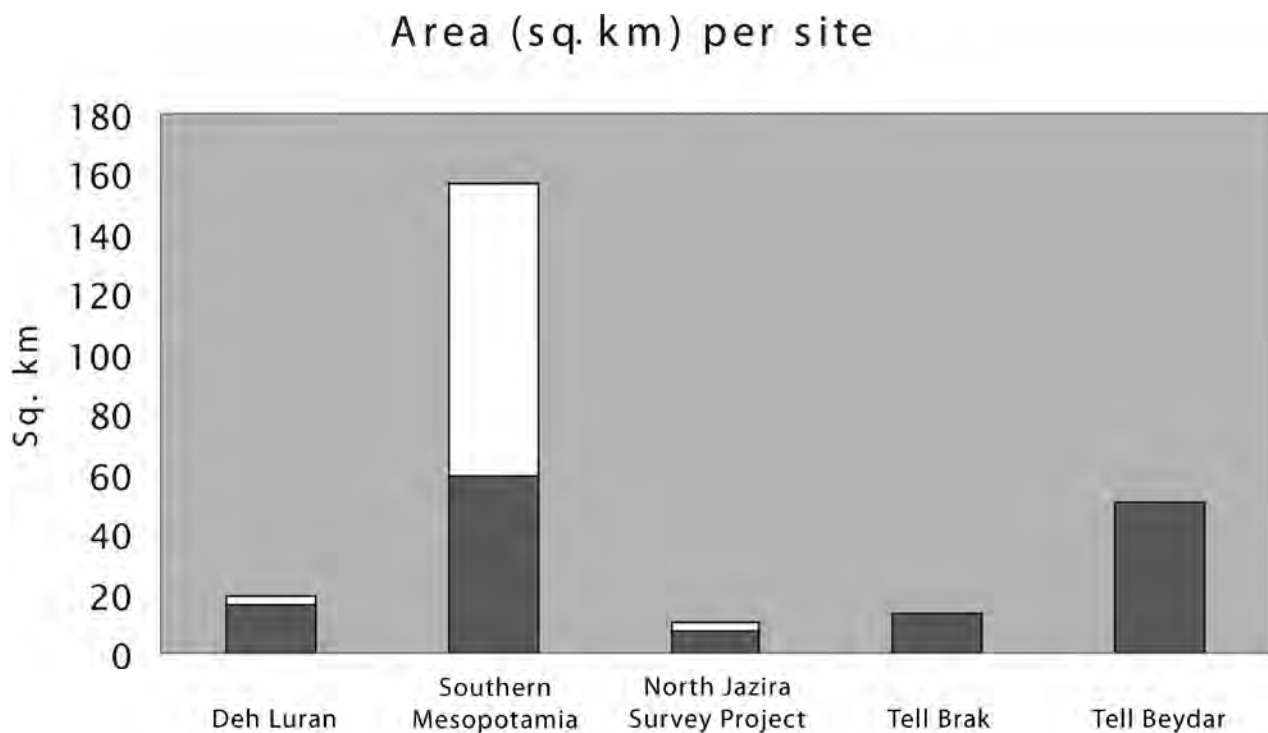 Area (sq. km) per site
180
160
140
120
100
80
60
40
20
0
Sq. km
Deh Luran
Southern
Mesopotamia
North Jazira
Survey Project
Tell Brak
Tell Beydar